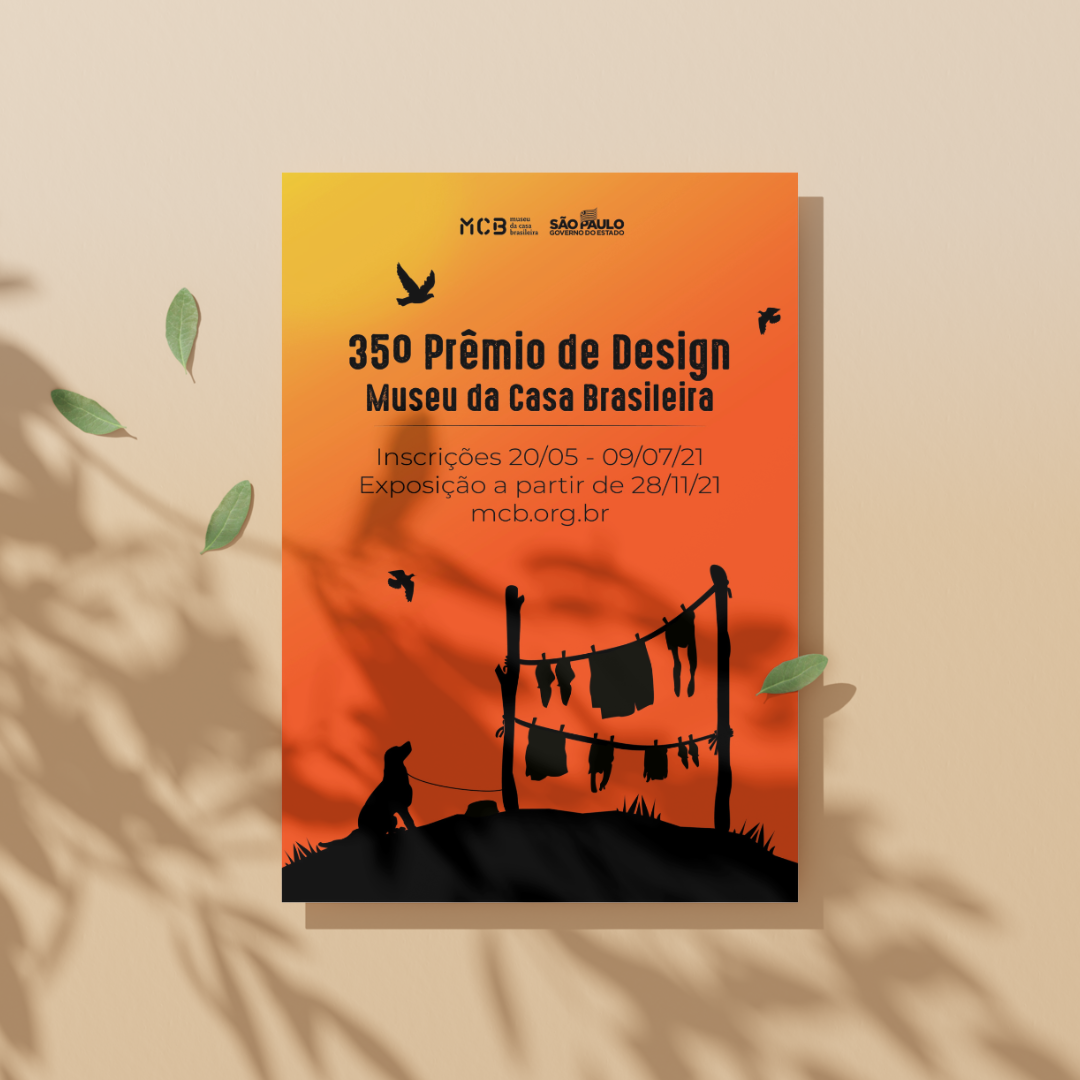 MCB museu da casa brasileira
SÃO PAULO
GOVERNO DO ESTADO
35º Prêmio de Design
Museu da Casa Brasileira
Inscrições 20/05 - 09/07/21
Exposição a partir de 28/11/21
mcb.org.br